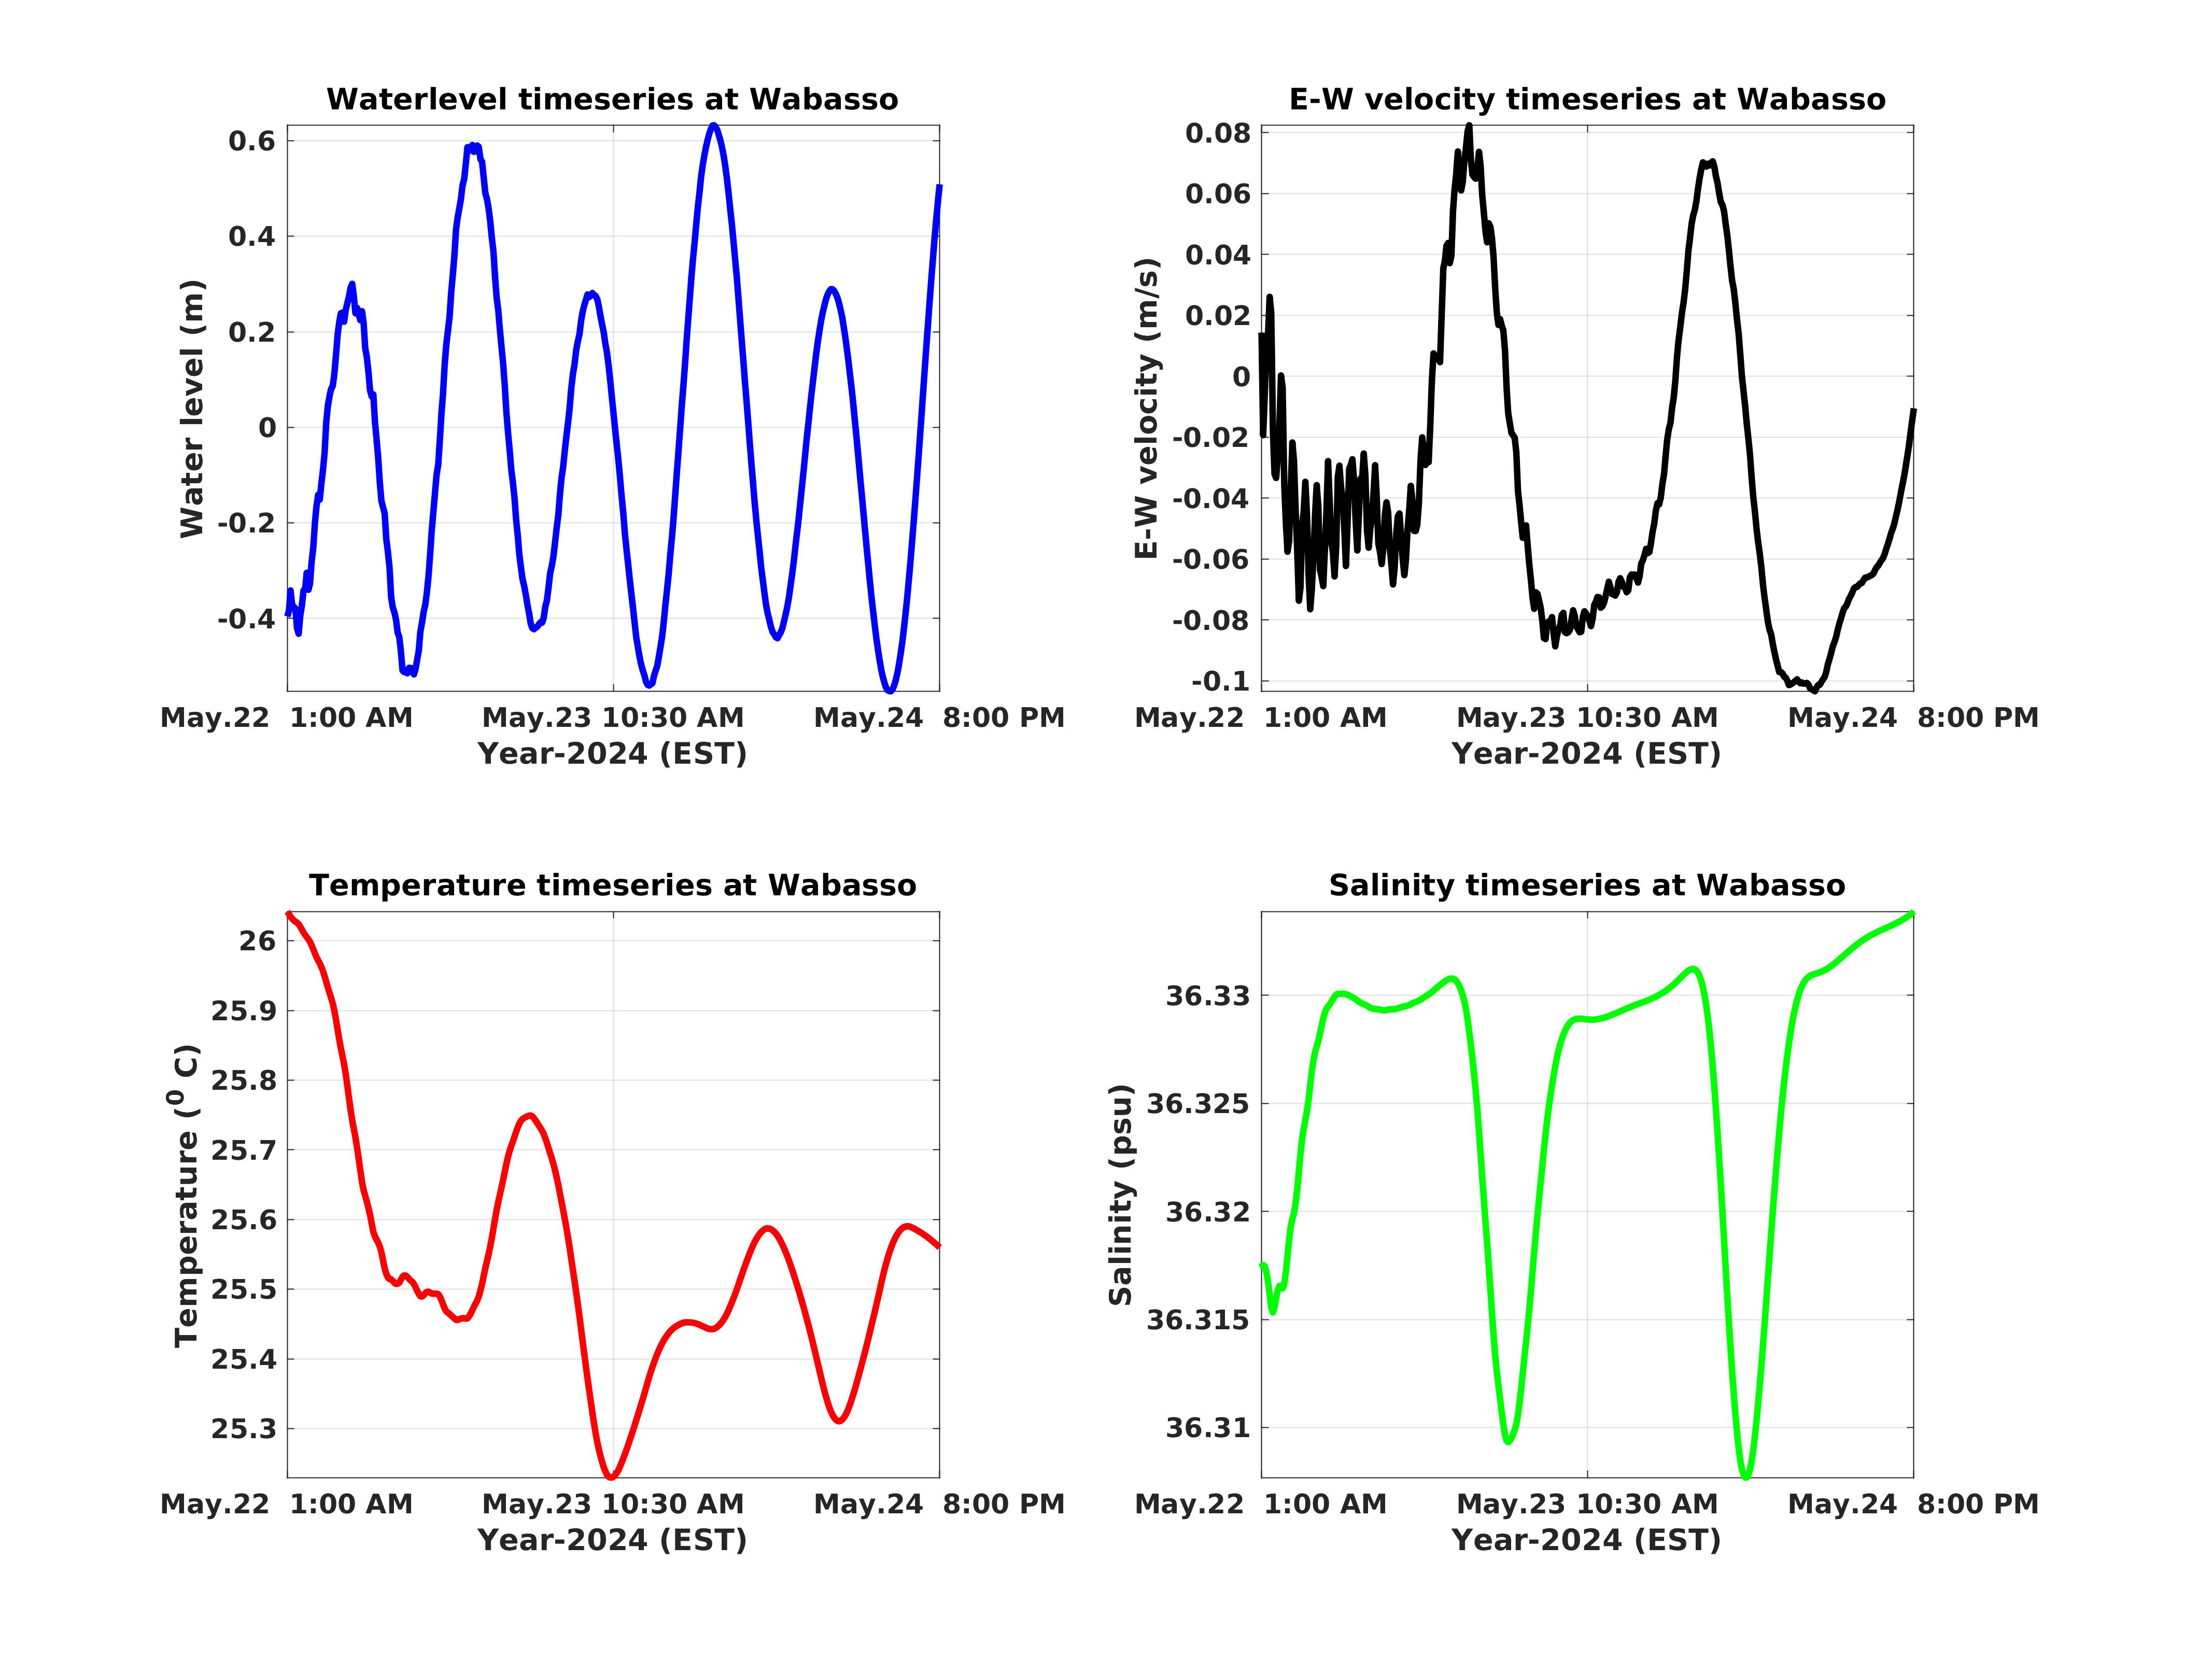 Waterlevel timeseries at Wabasso
0.6
0.4
0.2
0
-0.2
-0.4
Water level (m)
May.22 1:00 AM May.23 10:30 AM May.24 8:00 PM
Year-2024 (EST)
E-W velocity timeseries at Wabasso
0.08
0.06
0.04
0.02
0
-0.02
-0.04
-0.06
-0.08
-0.1
E-W velocity (m/s)
May.22 1:00 AM May.23 10:30 AM May.24 8:00 PM
Year-2024 (EST)
Temperature timeseries at Wabasso
26
25.9
25.8
25.7
25.6
25.5
25.4
25.3
Temperature (⁰ C)
May.22 1:00 AM May.23 10:30 AM May.24 8:00 PM
Year-2024 (EST)
Salinity timeseries at Wabasso
36.33
36.325
36.32
36.315
36.31
Salinity (psu)
May.22 1:00 AM May.23 10:30 AM May.24 8:00 PM
Year-2024 (EST)